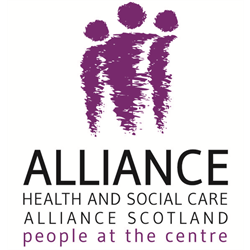 ALLIANCE
HEALTH AND SOCIAL CARE
ALLIANCE SCOTLAND
people at the centre